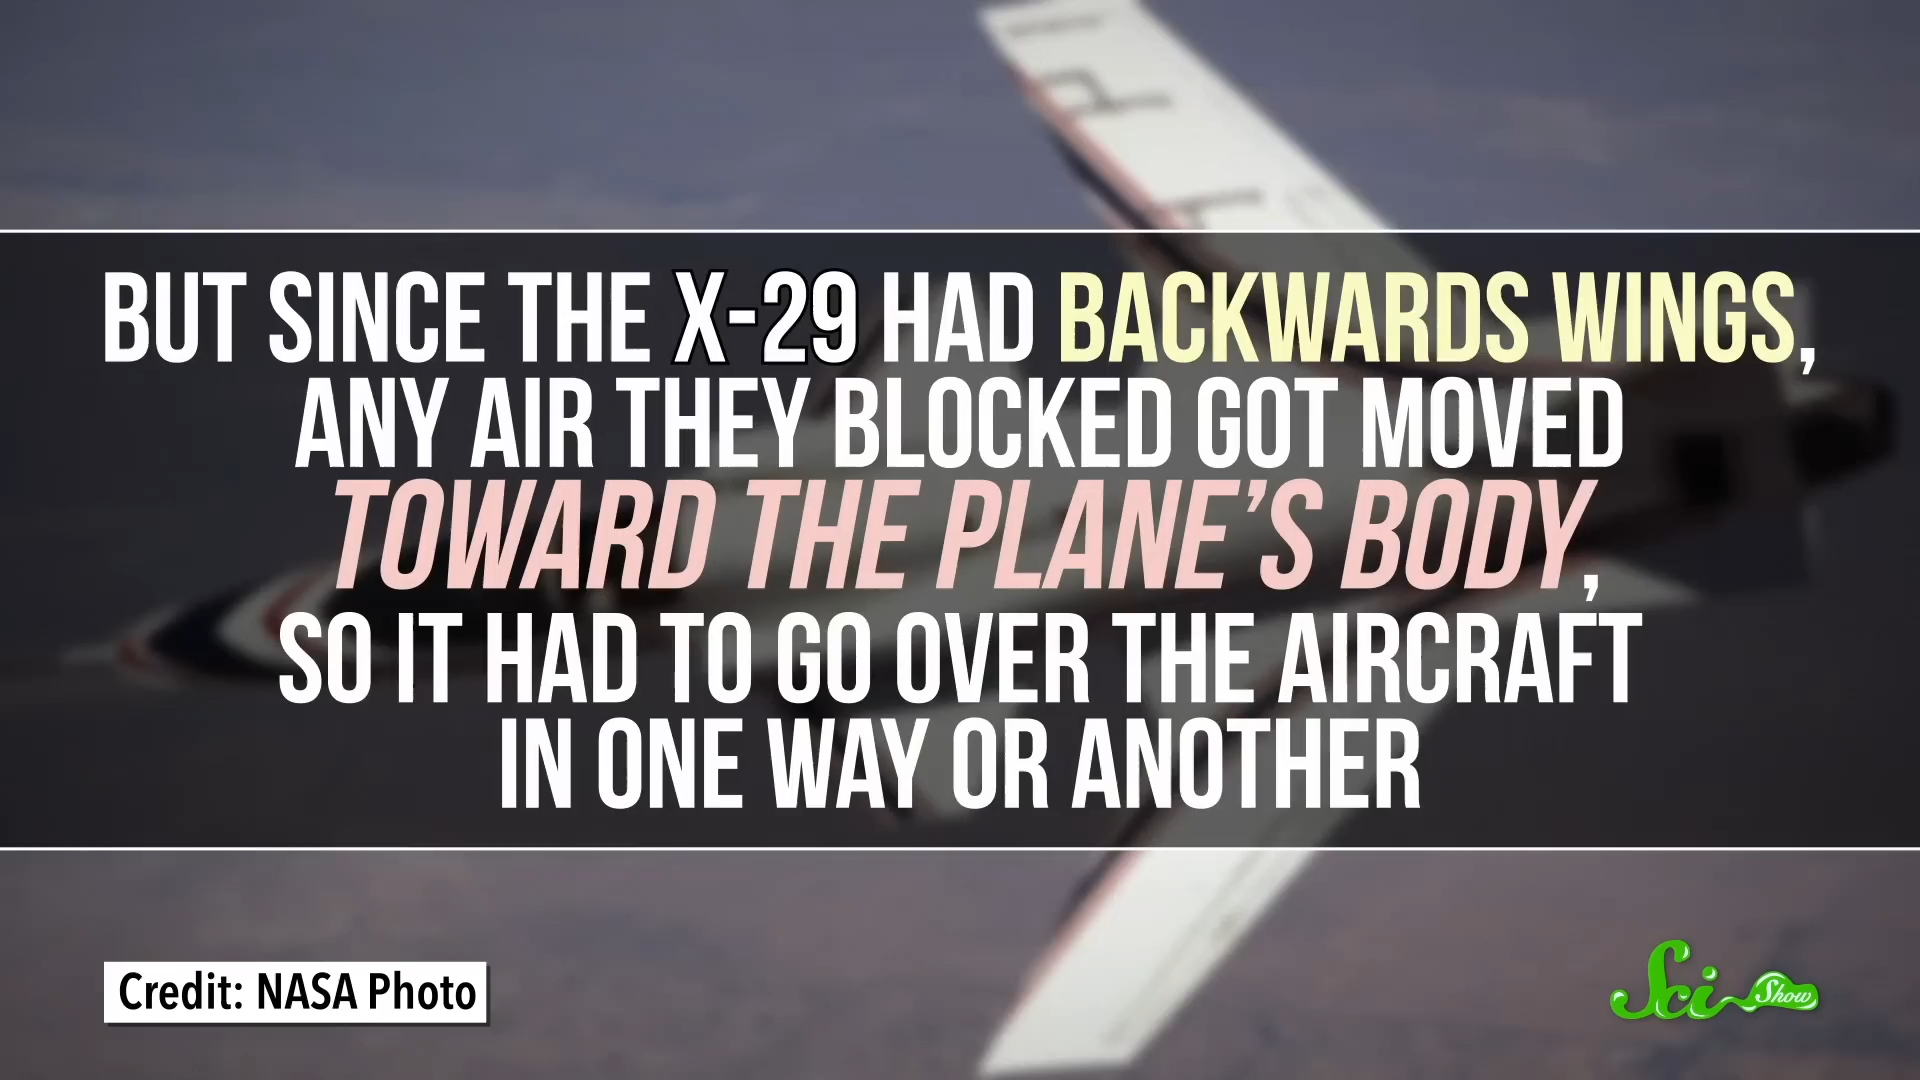 BUT SINCE THE X-29 HAD BACKWARDS WINGS,
ANY AIR THEY BLOCKED GOT MOVED
TOWARD THE PLANE'S BODY,
SO IT HAD TO GO OVER THE AIRCRAFT
IN ONE WAY OR ANOTHER
Credit: NASA Photo
Sci Show